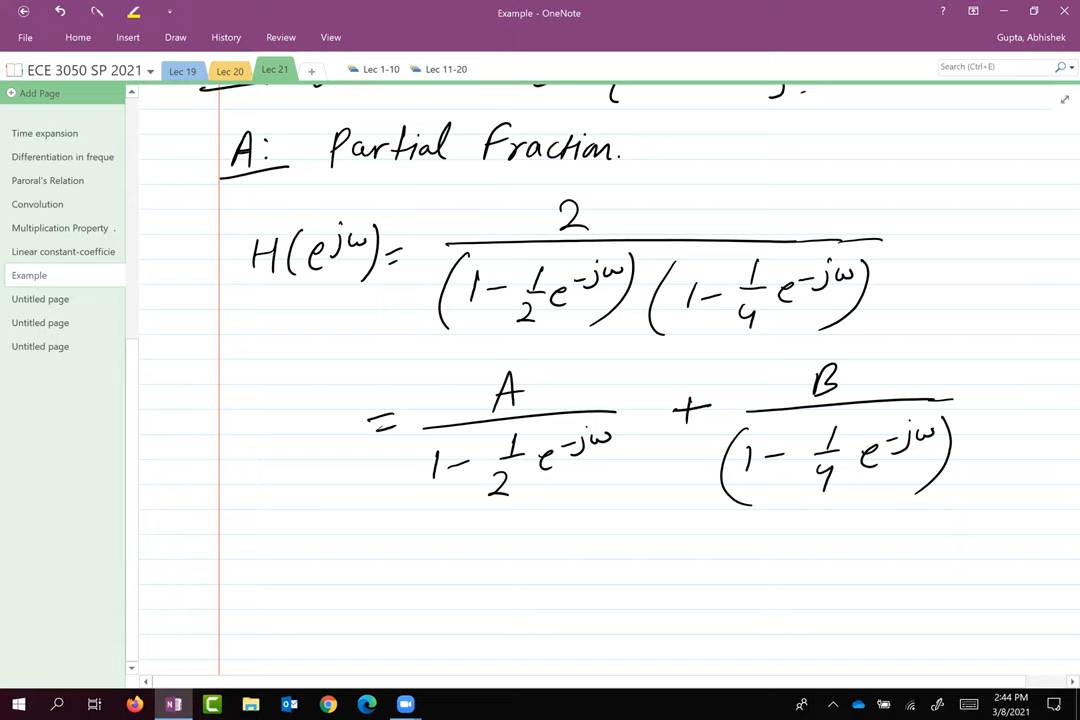 Example - OneNote
File Home Insert Draw History Review View
Gupta, Abhishek
ECE 3050 SP 2021
Lec 19 Lec 20 Lec 21 + Lec 1-10 Lec 11-20
Search (Ctrl+E)
Add Page
Time expansion
Differentiation in freque
Paroral's Relation
Convolution
Multiplication Property .
Linear constant-coefficie
Example
Untitled page
Untitled page
Untitled page
A: Partial Fraction.
H(e^{jω}) = 2 / ((1 - 1/2 e^{-jω}) (1 - 1/4 e^{-jω}))
= A / (1 - 1/2 e^{-jω}) + B / (1 - 1/4 e^{-jω})
2:44 PM
3/8/2021